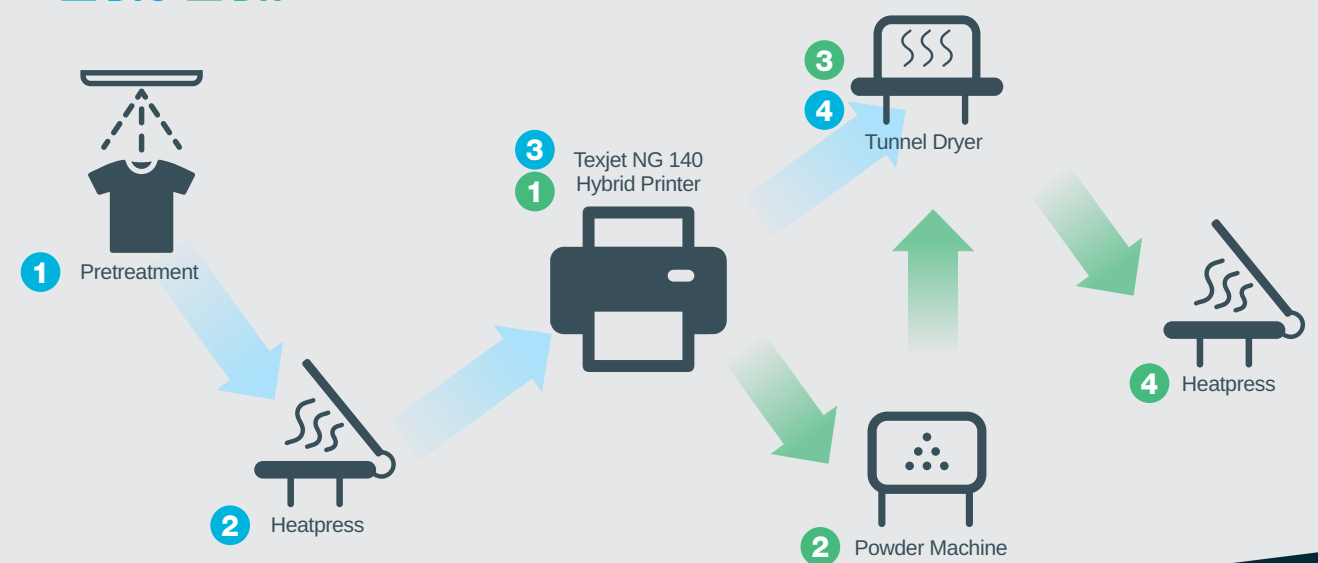 3
4
Tunnel Dryer
3
1
Texjet NG 140
Hybrid Printer
1
Pretreatment
4
Heatpress
2
Heatpress
2
Powder Machine